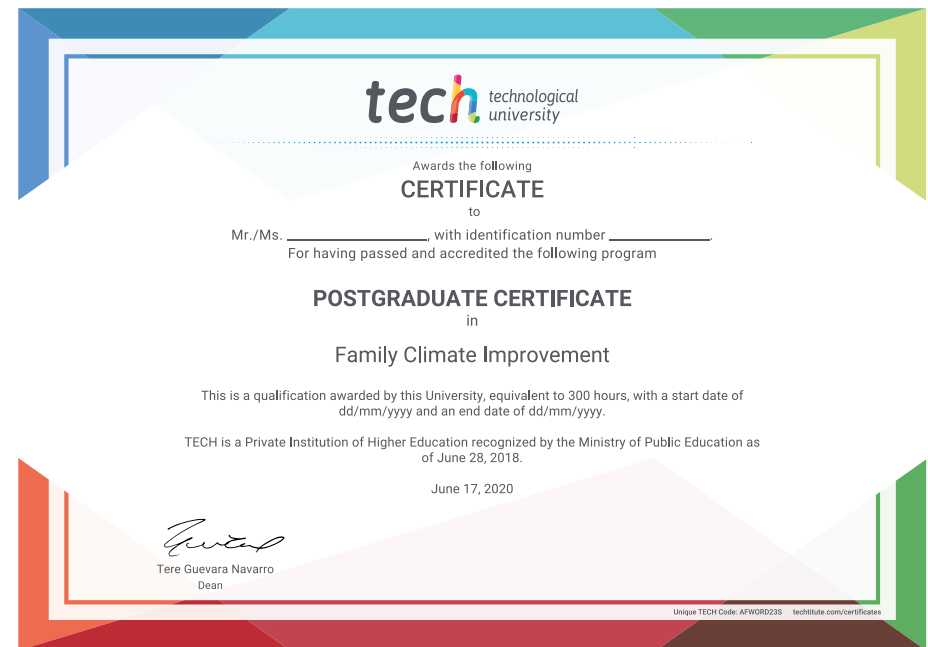 tech technological
university
Awards the following
CERTIFICATE
to
Mr./Ms. ____________, with identification number ____________.
For having passed and accredited the following program
POSTGRADUATE CERTIFICATE
in
Family Climate Improvement
This is a qualification awarded by this University, equivalent to 300 hours, with a start date of
dd/mm/yyyy and an end date of dd/mm/yyyy.
TECH is a Private Institution of Higher Education recognized by the Ministry of Public Education as
of June 28, 2018.
June 17, 2020
Tere Guevara Navarro
Dean
Unique TECH Code: AFWORD23S techtitute.com/certificates